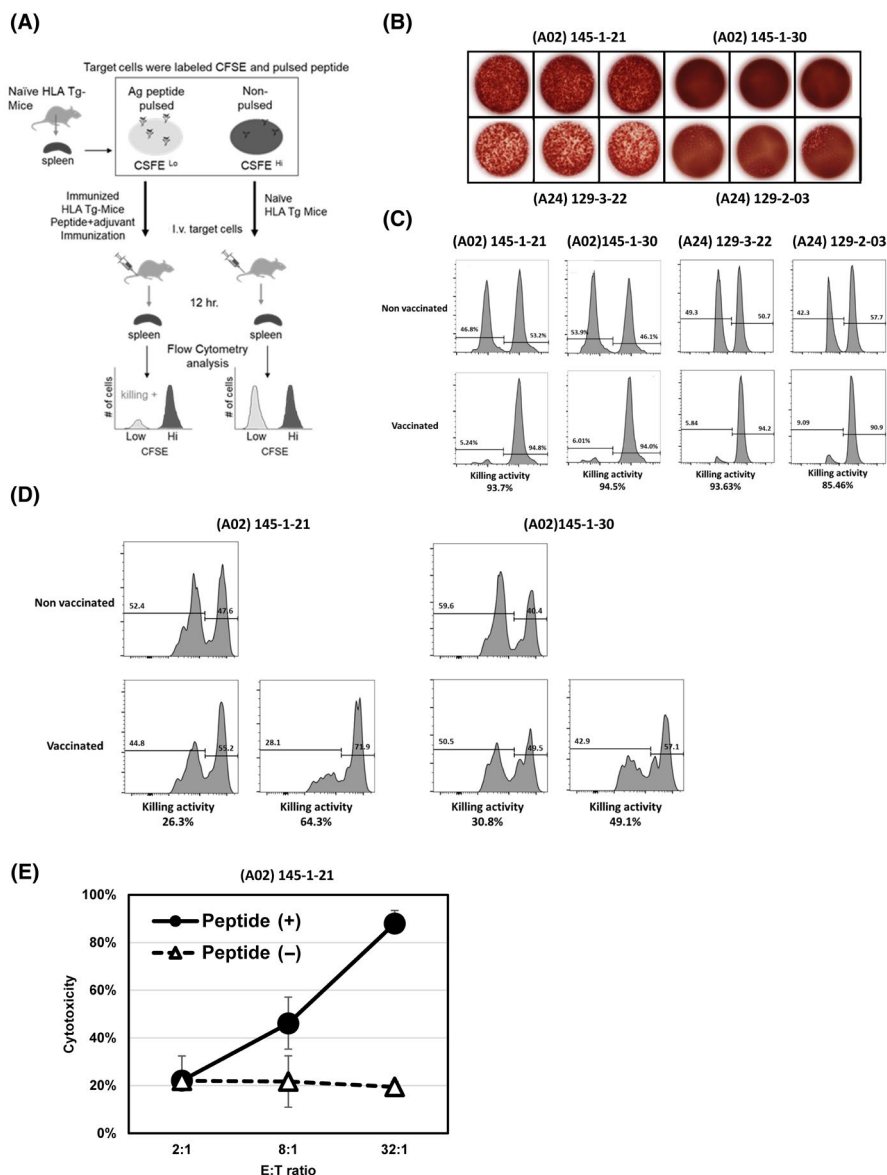 (A)
Target cells were labeled CFSE and pulsed peptide
Naïve HLA Tg-
Mice
spleen
Ag peptide
pulsed
CSFE Lo
Non-
pulsed
CSFE Hi
Immunized
HLA Tg-Mice
Peptide+adjuvant
Immunization
I.v. target cells
Naïve
HLA Tg Mice
12 hr.
spleen
spleen
Flow Cytometry
analysis
# of cells
killing +
Low Hi
CFSE
# of cells
Low Hi
CFSE
(B)
(A02) 145-1-21 (A02) 145-1-30
(A24) 129-3-22 (A24) 129-2-03
(C)
(A02) 145-1-21 (A02)145-1-30 (A24) 129-3-22 (A24) 129-2-03
Non vaccinated
46.8% 53.2% 53.9% 46.1% 49.3 50.7 42.3 57.7
Vaccinated
5.24% 94.8% 6.01% 94.0% 5.84 94.2 9.09 90.9
Killing activity Killing activity Killing activity Killing activity
93.7% 94.5% 93.63% 85.46%
(D)
(A02) 145-1-21 (A02)145-1-30
Non vaccinated
52.4 47.6 59.6 40.4
Vaccinated
44.8 55.2 28.1 71.9 50.5 49.5 42.9 57.1
Killing activity Killing activity Killing activity Killing activity
26.3% 64.3% 30.8% 49.1%
(E)
(A02) 145-1-21
Cytotoxicity
100%
80%
60%
40%
20%
0%
Peptide (+)
Peptide (−)
2:1 8:1 32:1
E:T ratio